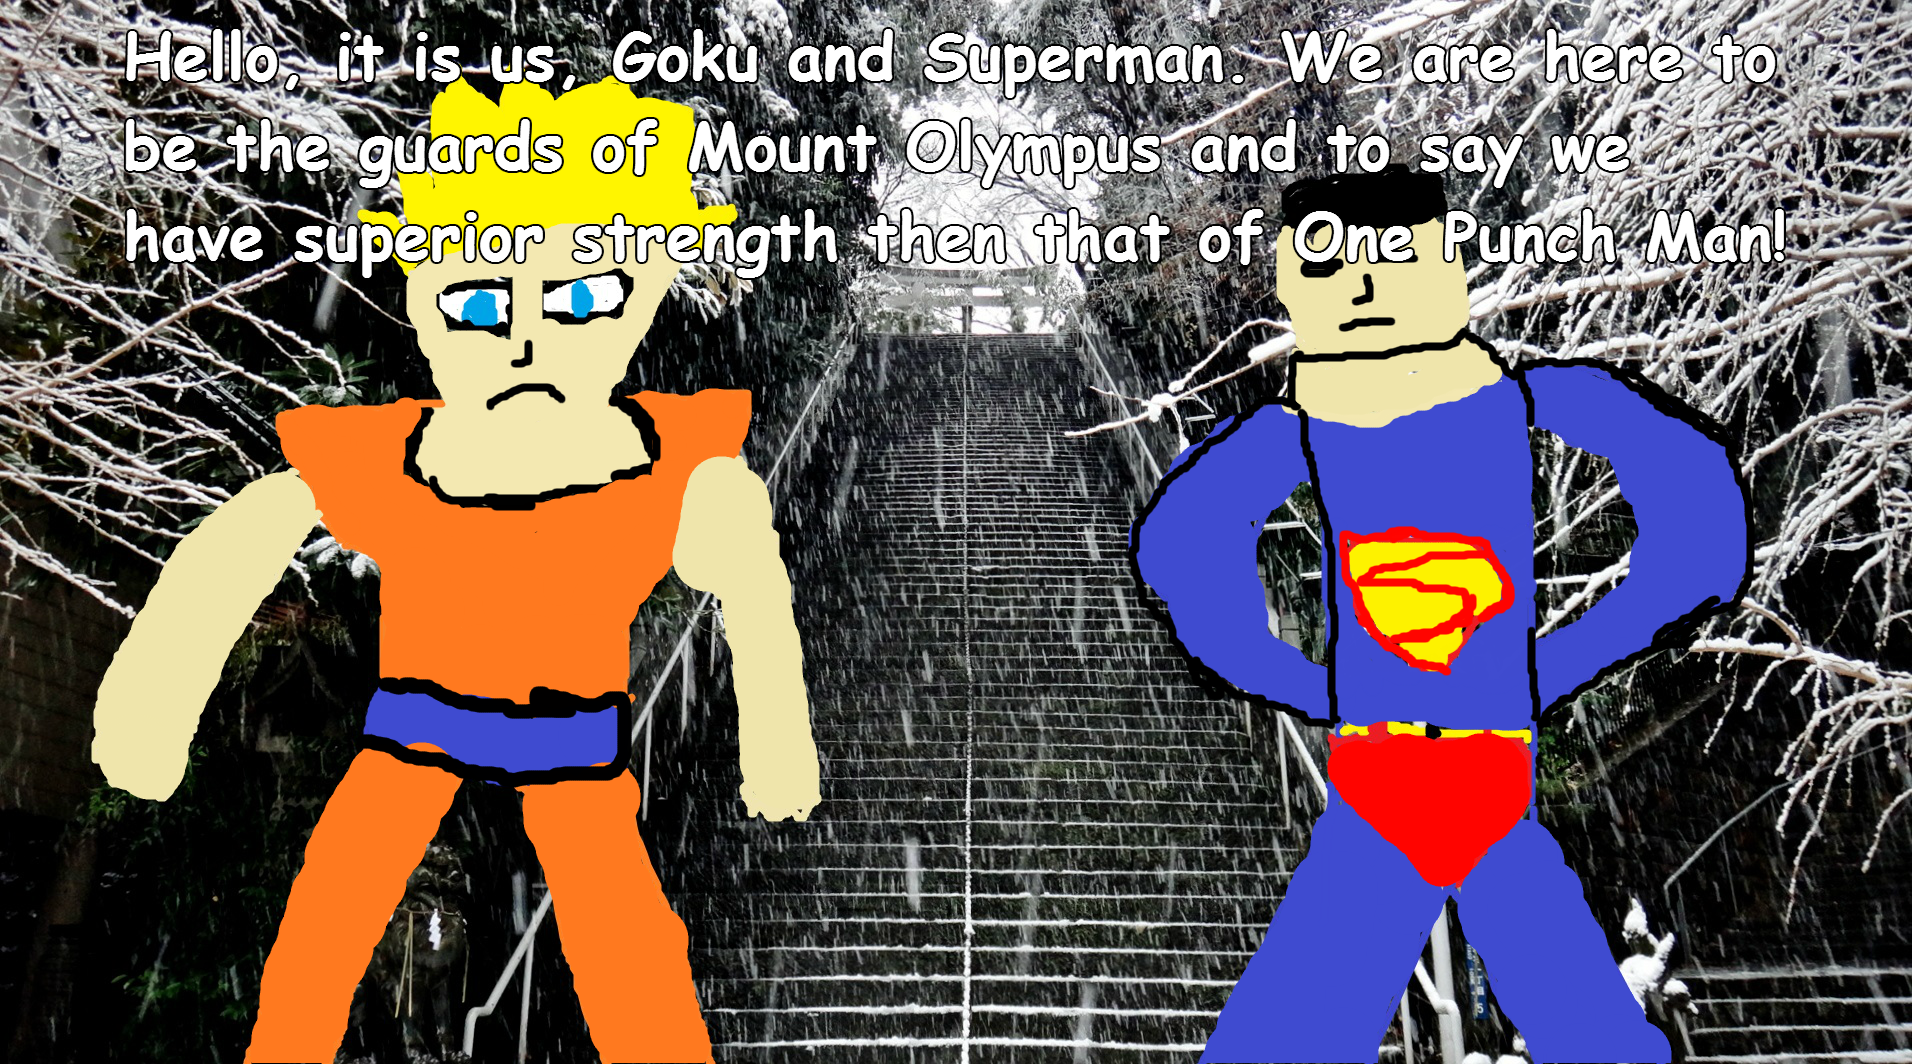 Hello, it is us, Goku and Superman. We are here to
be the guards of Mount Olympus and to say we
have superior strength then that of One Punch Man!
S